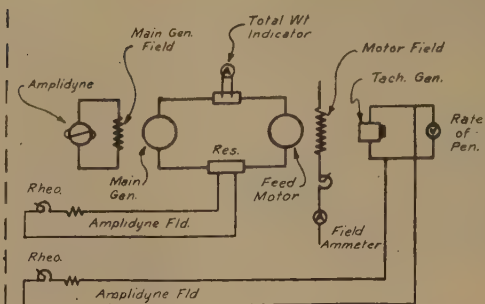 Total Wt
Indicator
Main Gen.
Field
Motor Field
Tach. Gen.
Amplidyne
Rate
of
Pen.
Res.
Main
Gen.
Feed
Motor
Rheo.
Amplidyne Fld.
Field
Ammeter
Rheo.
Amplidyne Fld